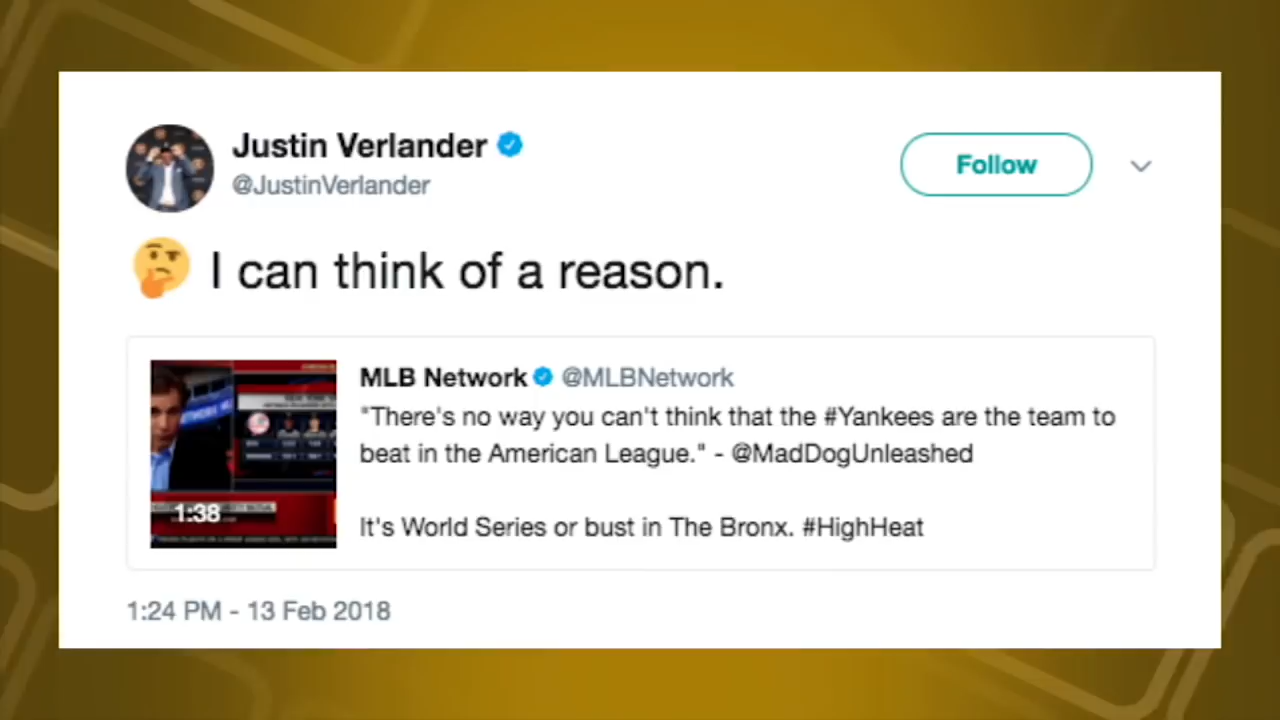 Justin Verlander
@JustinVerlander
Follow
🤔 I can think of a reason.
MLB Network @MLBNetwork
"There's no way you can't think that the #Yankees are the team to
beat in the American League." - @MadDogUnleashed
It's World Series or bust in The Bronx. #HighHeat
1:38
1:24 PM - 13 Feb 2018